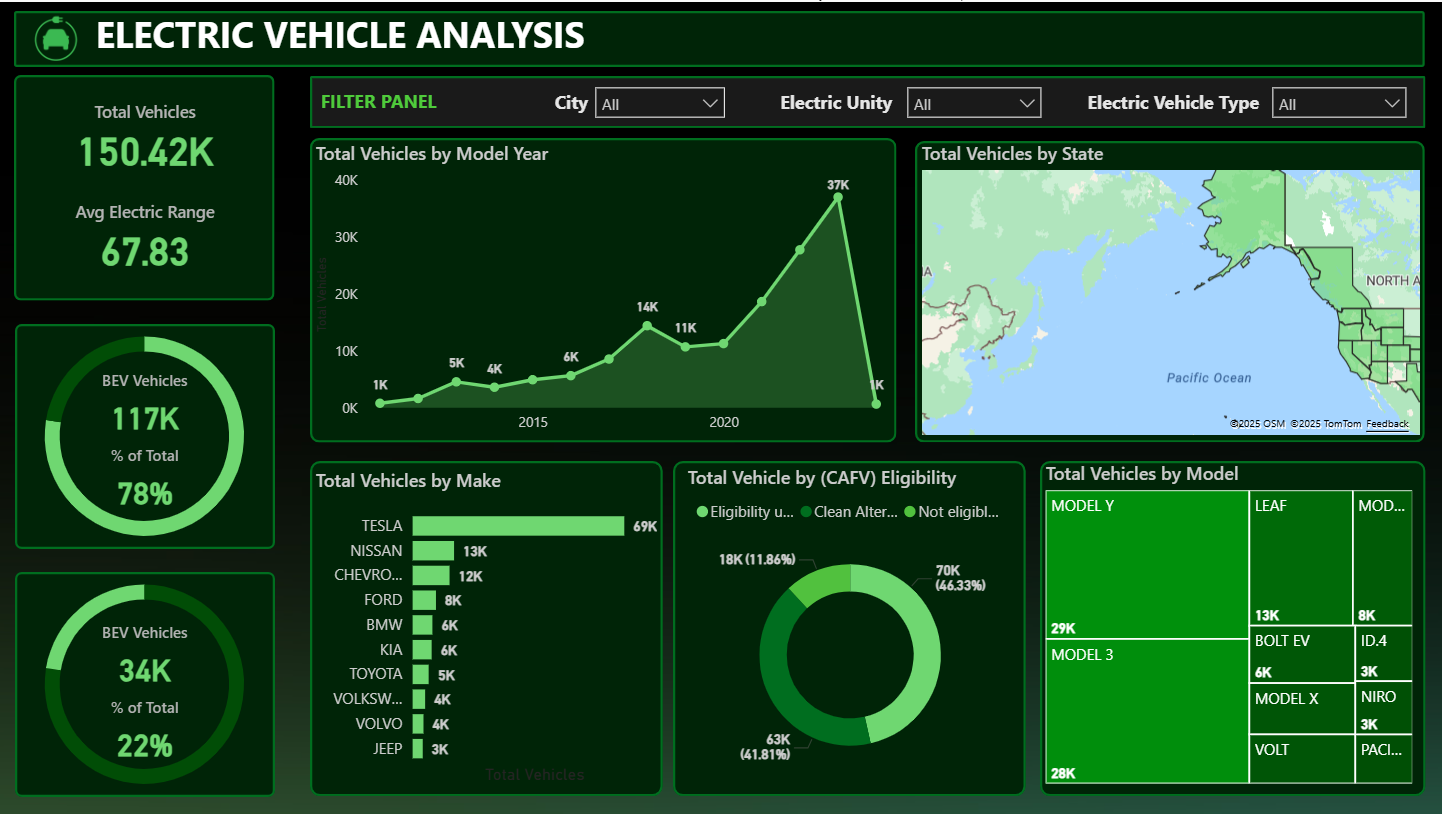 ELECTRIC VEHICLE ANALYSIS
Total Vehicles
150.42K
Avg Electric Range
67.83
BEV Vehicles
117K
% of Total
78%
BEV Vehicles
34K
% of Total
22%
FILTER PANEL
City All
Electric Unity All
Electric Vehicle Type All
Total Vehicles by Model Year
Total Vehicles
40K
30K
20K
10K
0K
1K
5K
4K
6K
14K
11K
37K
1K
2015
2020
Total Vehicles by State
IA
NORTH A
Pacific Ocean
©2025 OSM ©2025 TomTom Feedback
Total Vehicles by Make
TESLA 69K
NISSAN 13K
CHEVRO... 12K
FORD 8K
BMW 6K
KIA 6K
TOYOTA 5K
VOLKSW... 4K
VOLVO 4K
JEEP 3K
Total Vehicles
Total Vehicle by (CAFV) Eligibility
Eligibility u... Clean Alter... Not eligibl...
18K (11.86%)
70K
(46.33%)
63K
(41.81%)
Total Vehicles by Model
MODEL Y
29K
MODEL 3
28K
LEAF
13K
MOD...
8K
BOLT EV
6K
ID.4
3K
MODEL X
NIRO
3K
VOLT
PACI...